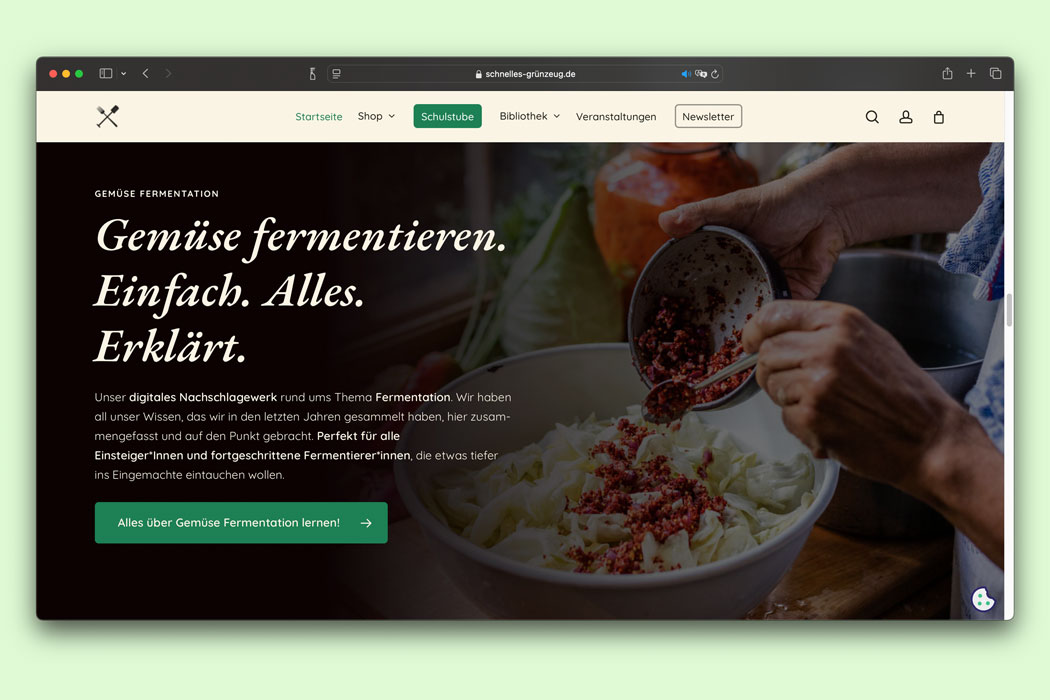 schnelles-grünzeug.de
Startseite Shop Schulstube Bibliothek Veranstaltungen Newsletter
GEMÜSE FERMENTATION
Gemüse fermentieren.
Einfach. Alles.
Erklärt.
Unser digitales Nachschlagewerk rund ums Thema Fermentation. Wir haben
all unser Wissen, das wir in den letzten Jahren gesammelt haben, hier zusam-
mengefasst und auf den Punkt gebracht. Perfekt für alle
Einsteiger*Innen und fortgeschrittene Fermentierer*innen, die etwas tiefer
ins Eingemachte eintauchen wollen.
Alles über Gemüse Fermentation lernen!